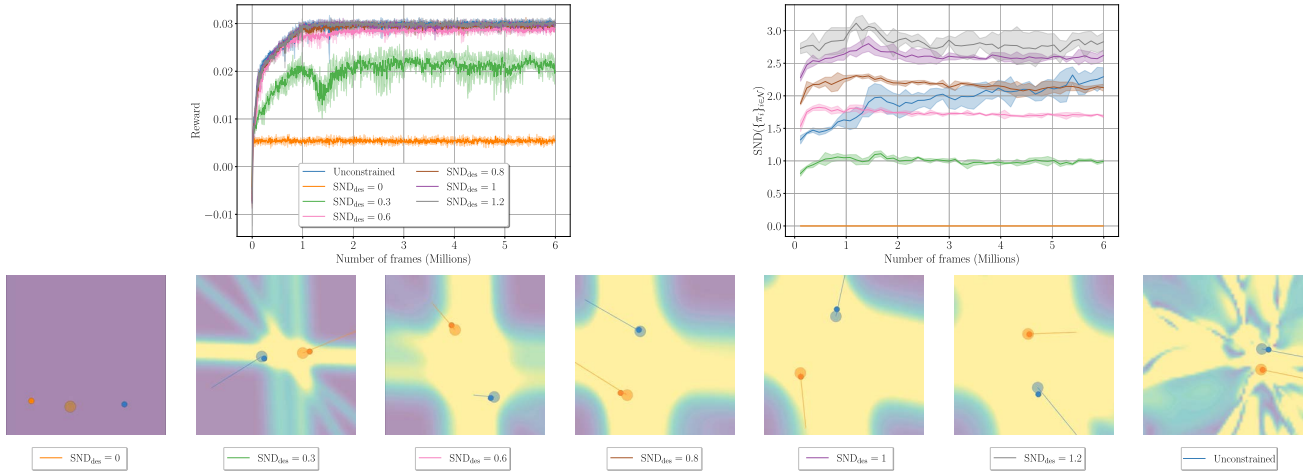 0.03
0.02
0.01
0.00
−0.01
Reward
Unconstrained
SND_des = 0
SND_des = 0.3
SND_des = 0.6
SND_des = 0.8
SND_des = 1
SND_des = 1.2
0 1 2 3 4 5 6
Number of frames (Millions)
3.0
2.5
2.0
1.5
1.0
0.5
0.0
SND({π_i}_{i∈𝒩})
0 1 2 3 4 5 6
Number of frames (Millions)
SND_des = 0
SND_des = 0.3
SND_des = 0.6
SND_des = 0.8
SND_des = 1
SND_des = 1.2
Unconstrained